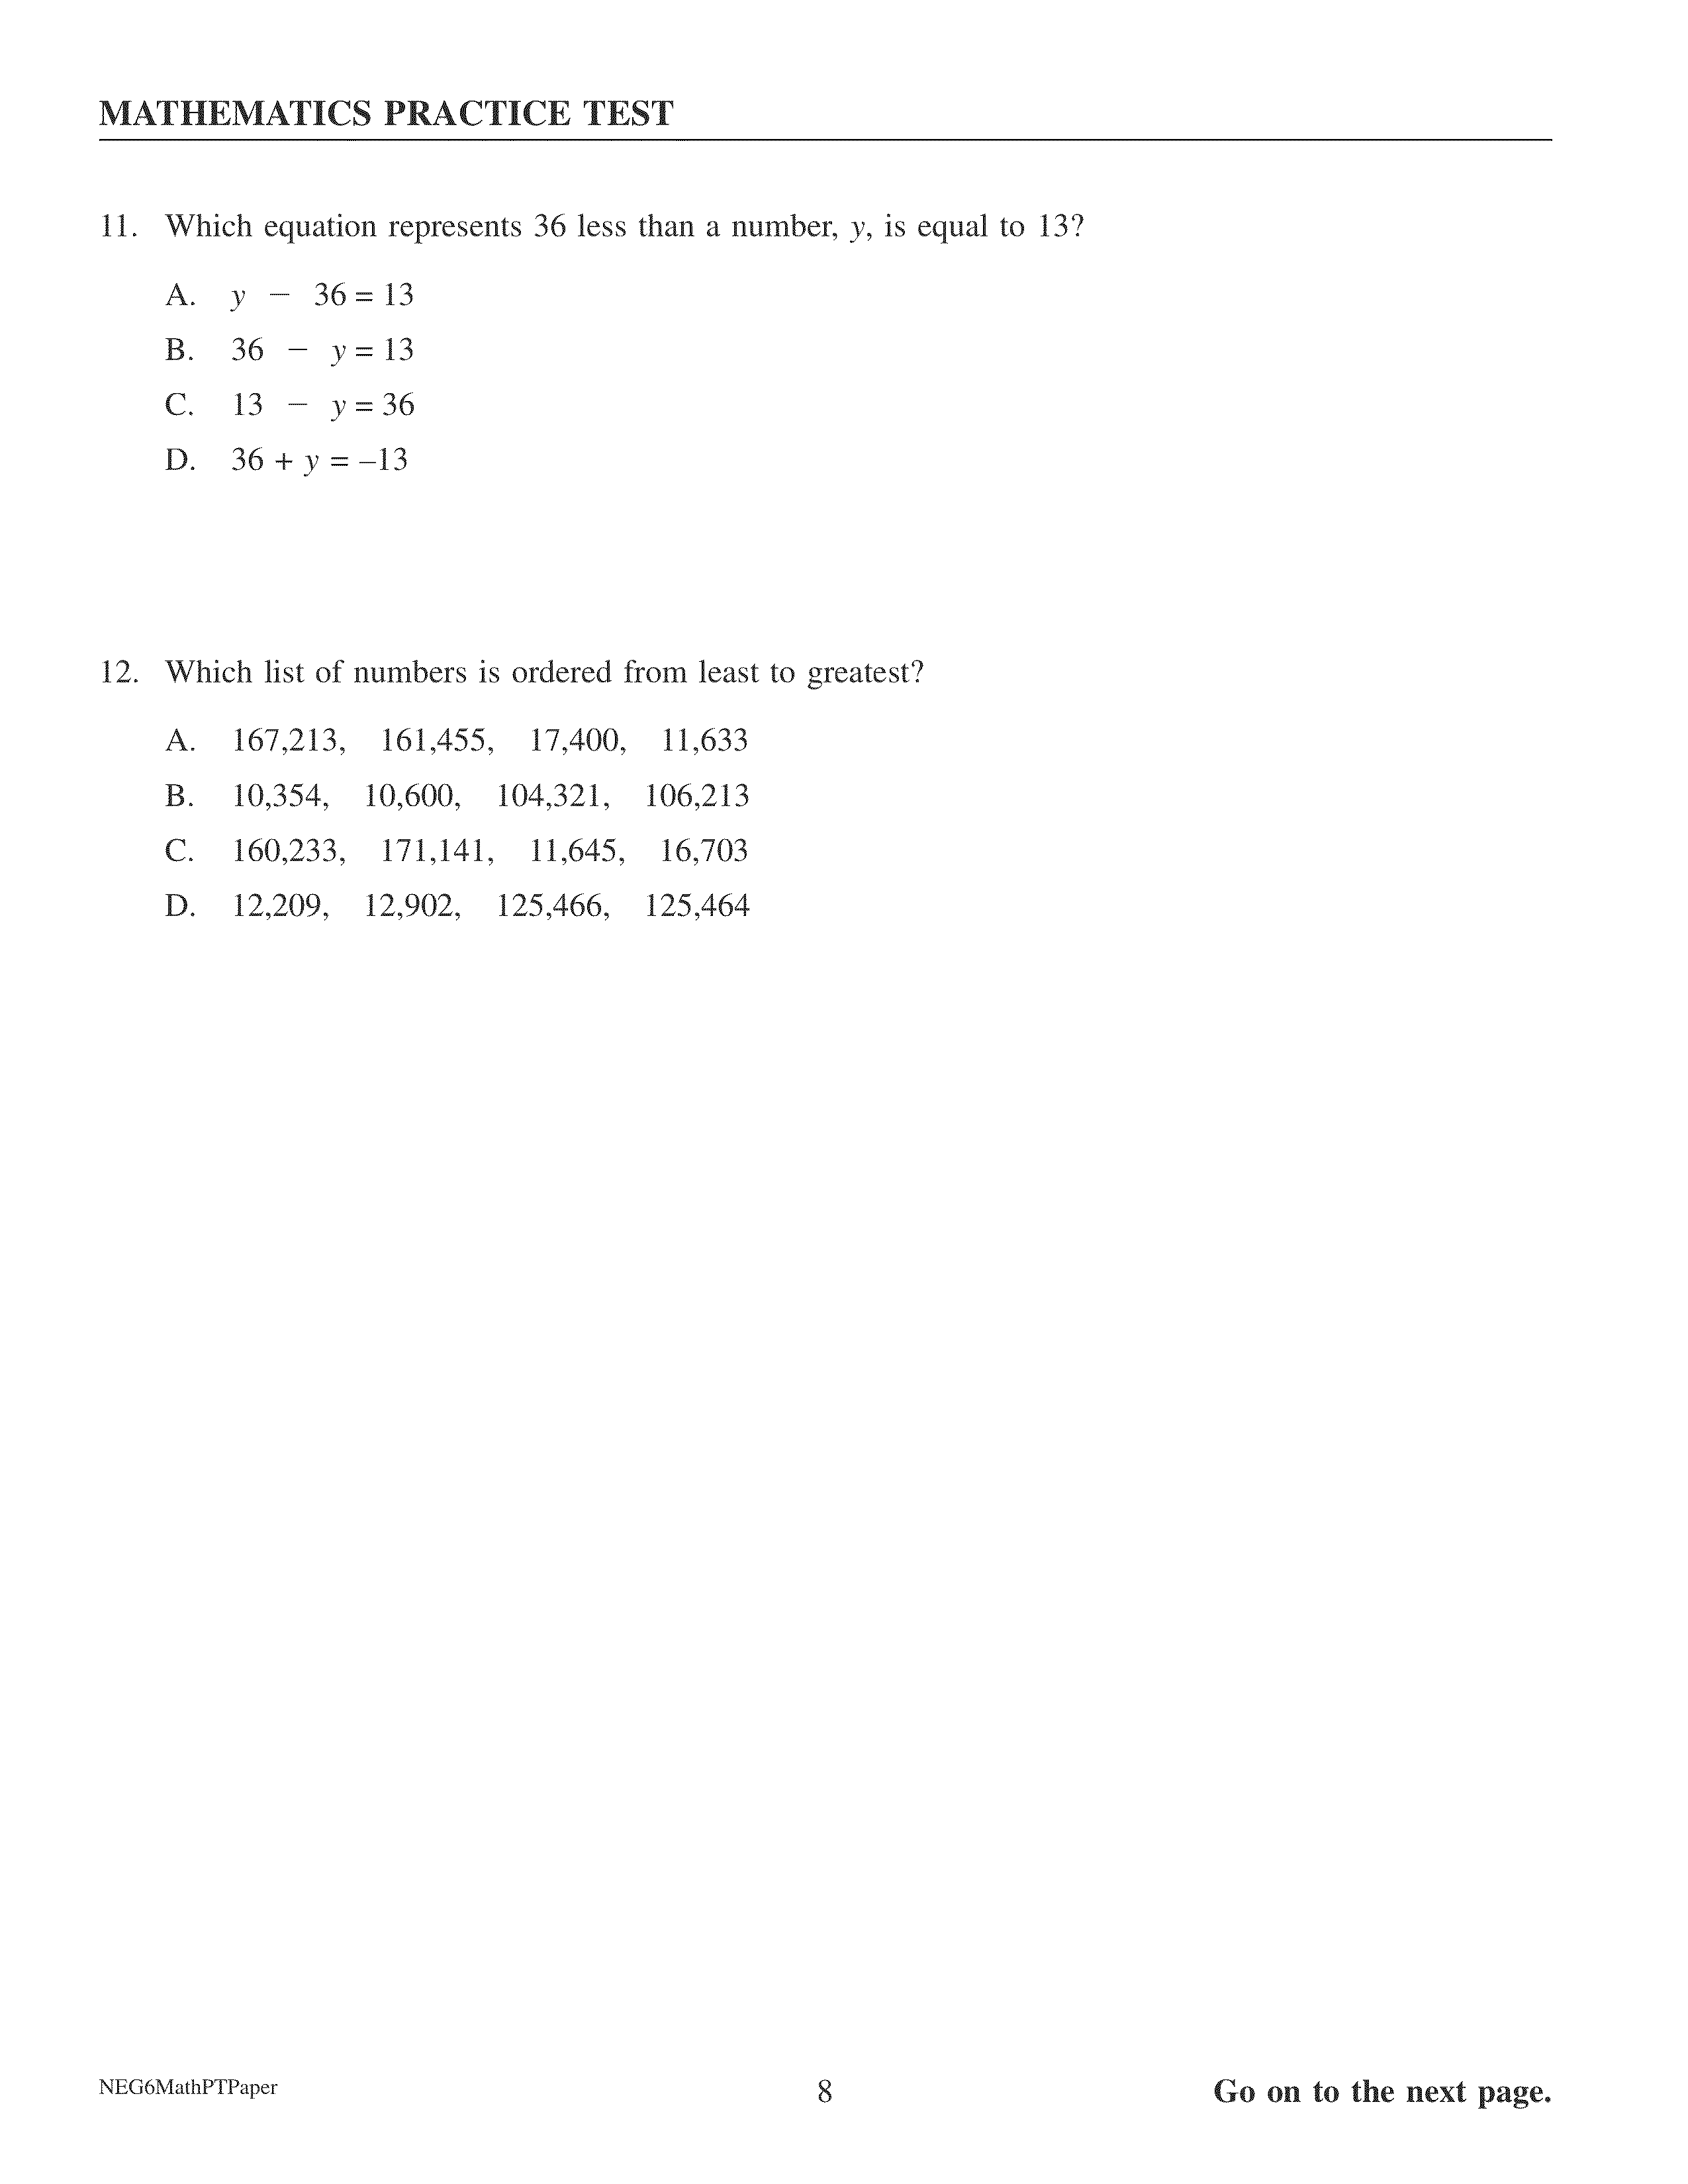 MATHEMATICS PRACTICE TEST
11. Which equation represents 36 less than a number, y, is equal to 13?
A. y − 36 = 13
B. 36 − y = 13
C. 13 − y = 36
D. 36 + y = –13
12. Which list of numbers is ordered from least to greatest?
A. 167,213, 161,455, 17,400, 11,633
B. 10,354, 10,600, 104,321, 106,213
C. 160,233, 171,141, 11,645, 16,703
D. 12,209, 12,902, 125,466, 125,464
NEG6MathPTPaper 8 Go on to the next page.